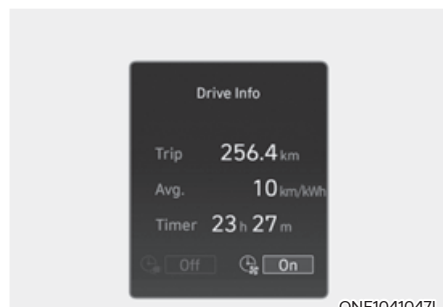 Drive Info
Trip 256.4 km
Avg. 10 km/kWh
Timer 23 h 27 m
Off On